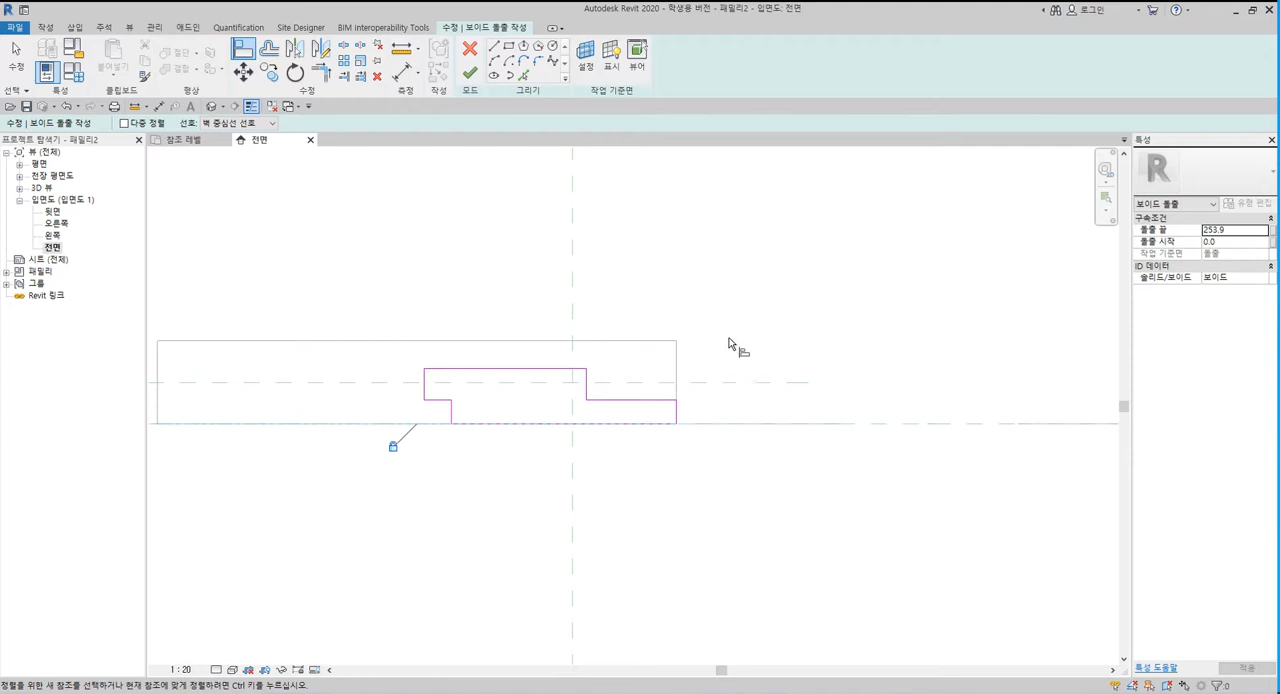 Autodesk Revit 2020 - 학생용 버전 - 패밀리2 - 입면도: 전면
로그인
파일 작성 삽입 주석 뷰 관리 애드인 Quantification Site Designer BIM Interoperability Tools 수정 | 보이드 돌출 작성
수정 붙여넣기 절단 결합 설정 표시 뷰어
선택 특성 클립보드 형상 수정 측정 작성 모드 그리기 작업 기준면
수정 | 보이드 돌출 작성 다중 정렬 선호: 벽 중심선 선호
프로젝트 탐색기 - 패밀리2 참조 레벨 전면 특성
뷰 (전체)
평면
천장 평면도
3D 뷰
입면도 (입면도 1)
뒷면
오른쪽
왼쪽
전면
시트 (전체)
패밀리
그룹
Revit 링크
R
보이드 돌출 유형 편집
구속조건
돌출 끝 253.9
돌출 시작 0.0
작업 기준면 돌출
ID 데이터
솔리드/보이드 보이드
1 : 20
특성 도움말 적용
정렬을 위한 새 참조를 선택하거나 현재 참조에 맞게 정렬하려면 Ctrl 키를 누르십시오.
:0